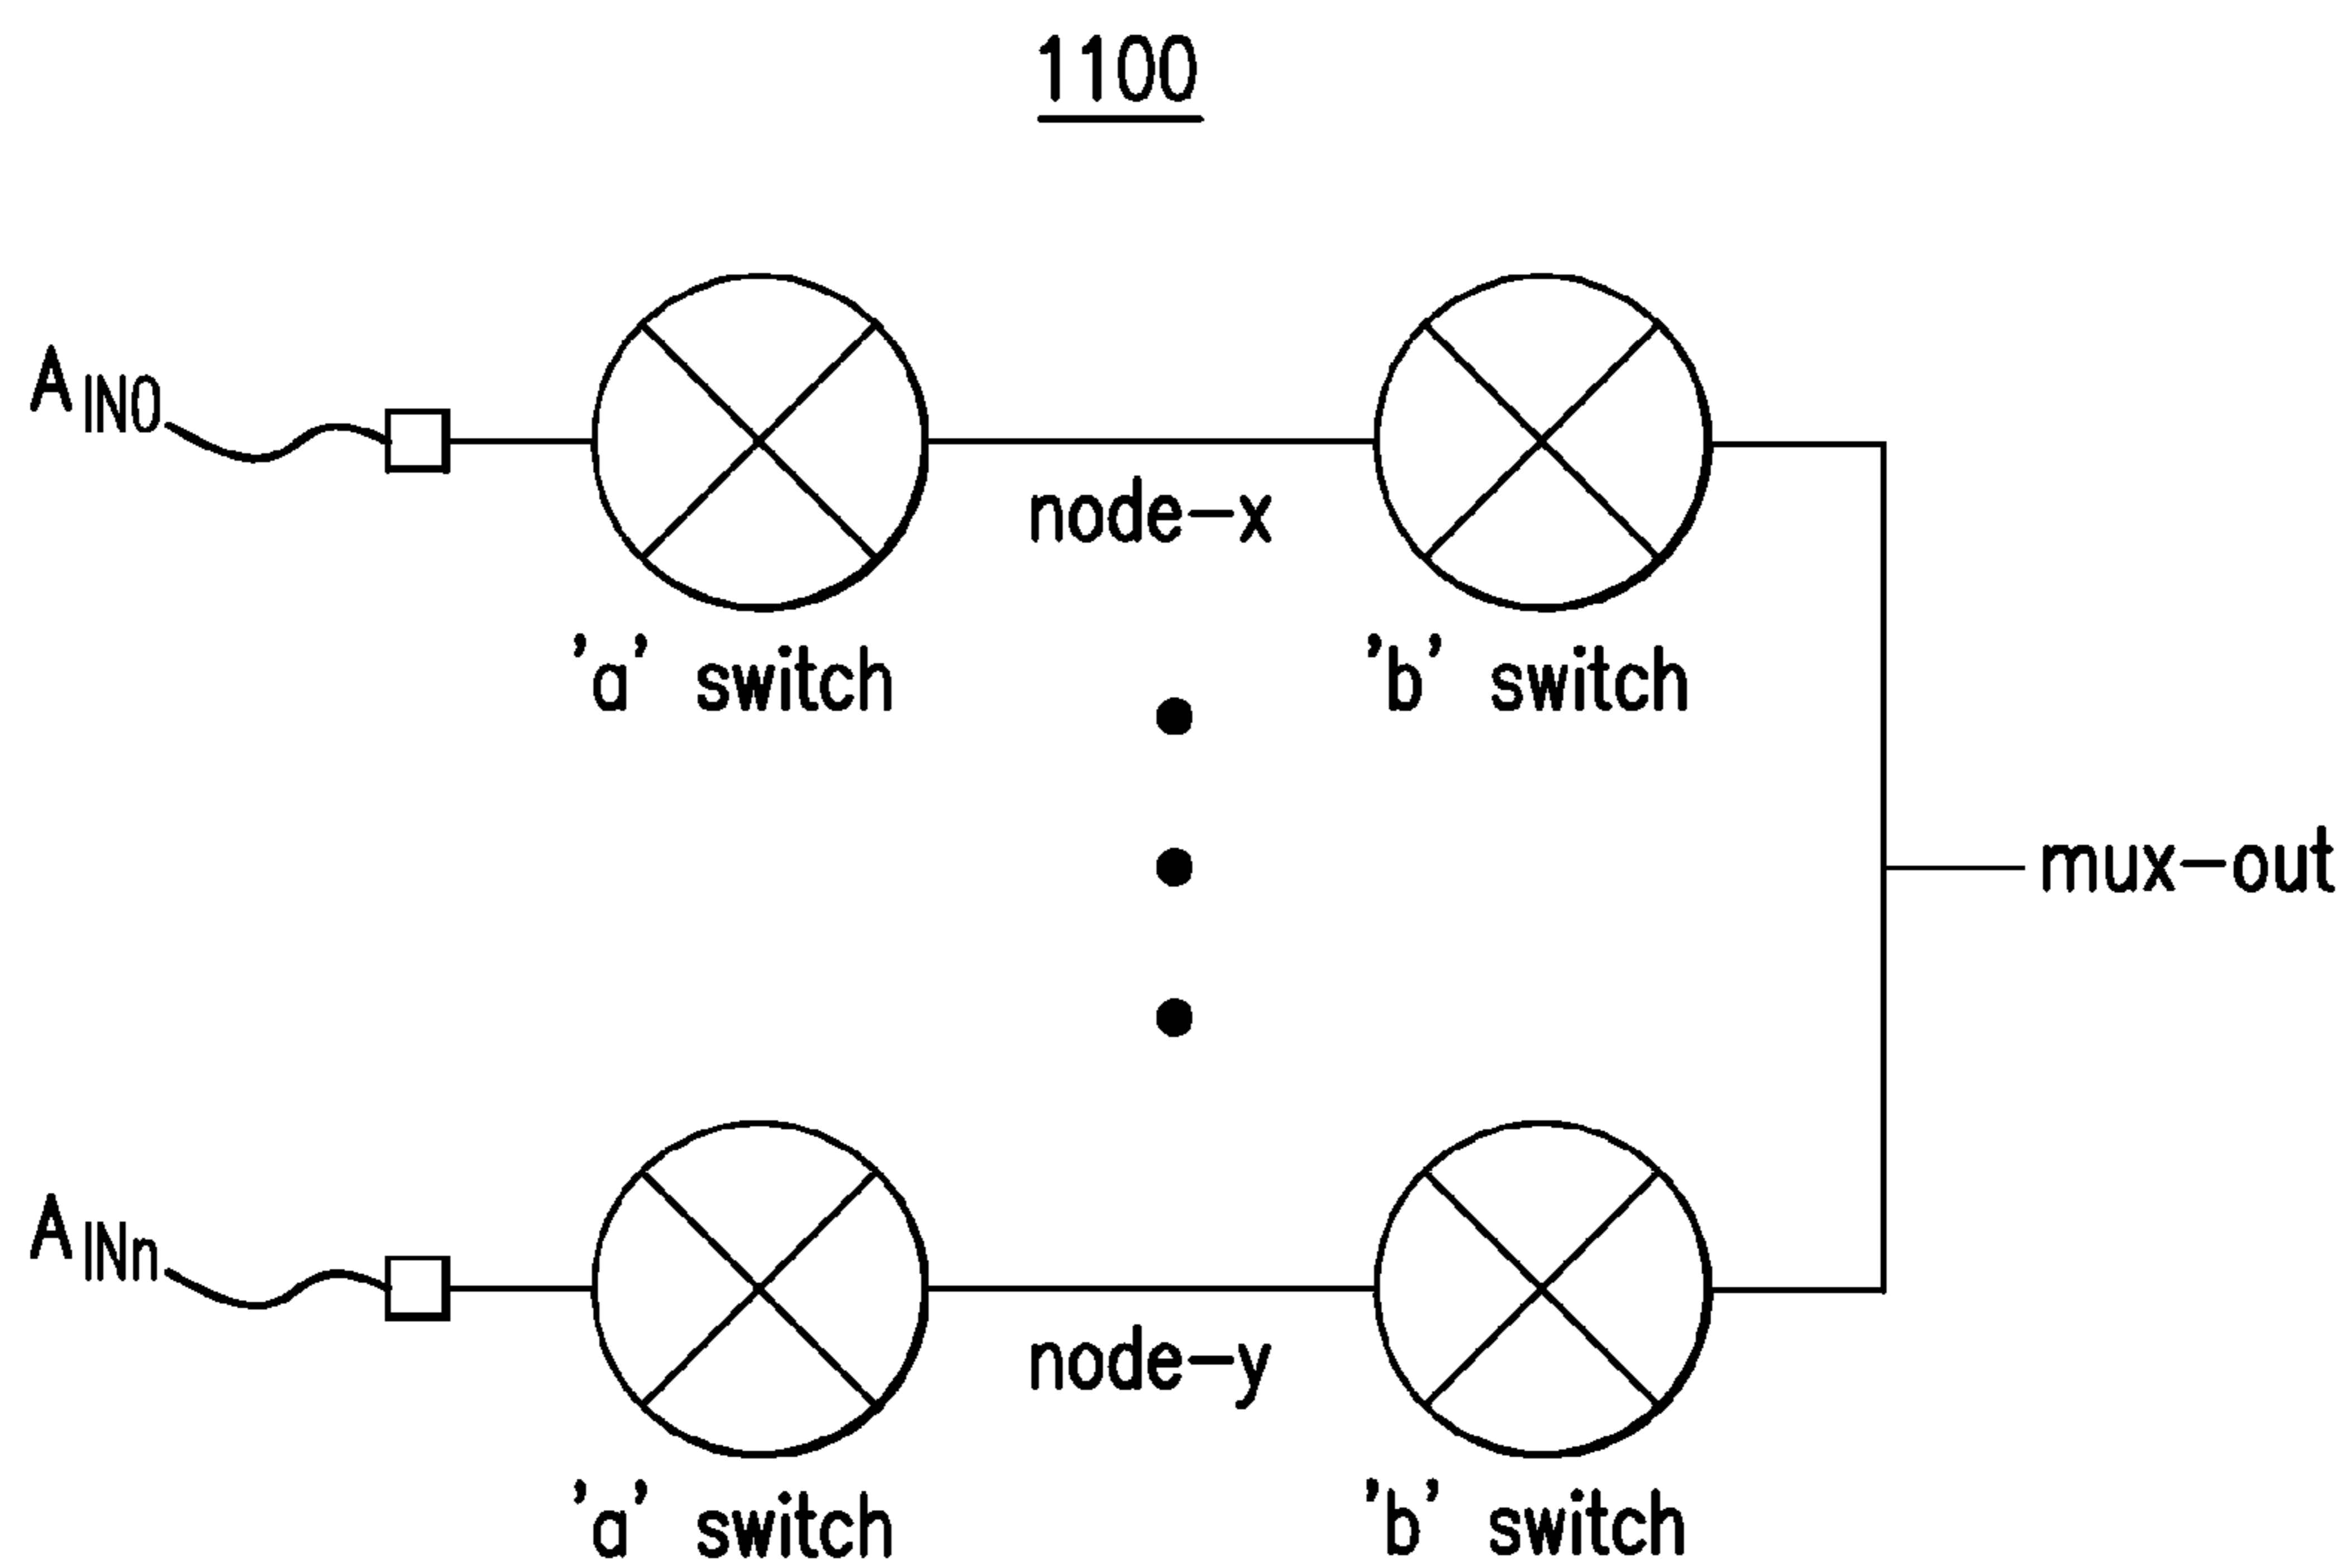 1100
A_IN0
node-x
'a' switch
'b' switch
mux-out
A_INn
node-y
'a' switch
'b' switch